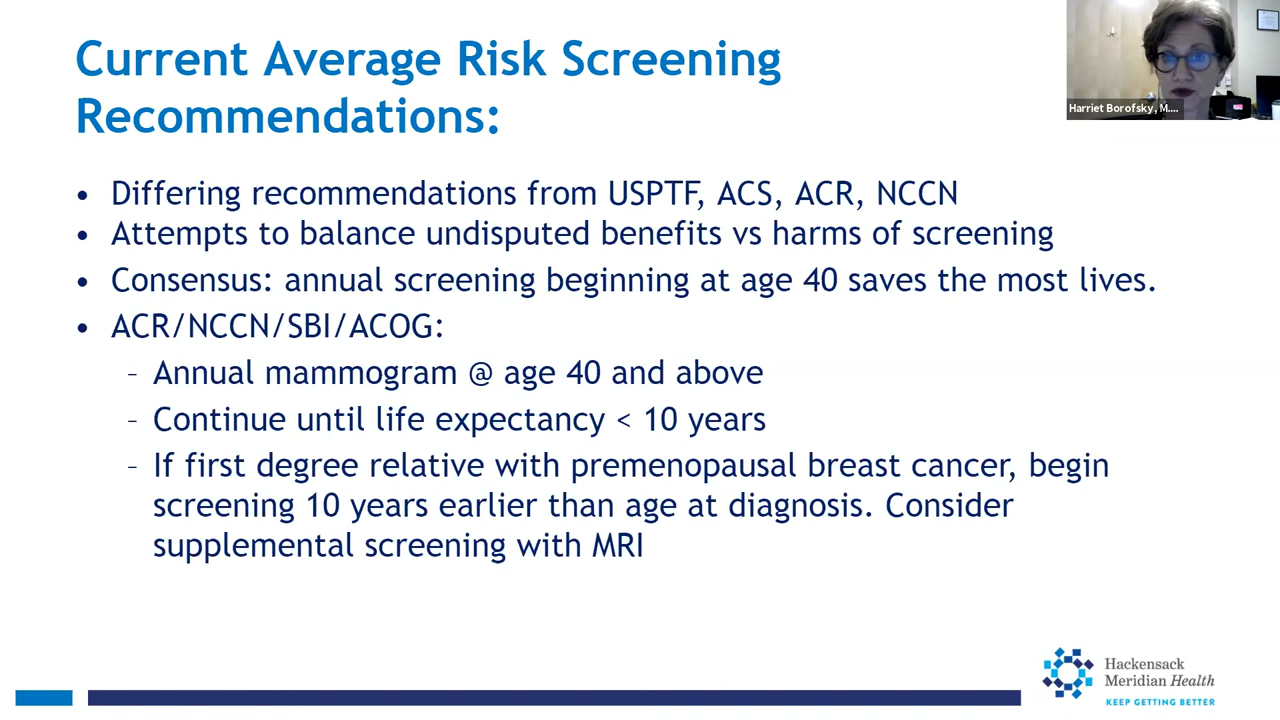 Current Average Risk Screening
Recommendations:
Harriet Borofsky, M....
• Differing recommendations from USPTF, ACS, ACR, NCCN
• Attempts to balance undisputed benefits vs harms of screening
• Consensus: annual screening beginning at age 40 saves the most lives.
• ACR/NCCN/SBI/ACOG:
– Annual mammogram @ age 40 and above
– Continue until life expectancy < 10 years
– If first degree relative with premenopausal breast cancer, begin
screening 10 years earlier than age at diagnosis. Consider
supplemental screening with MRI
Hackensack
Meridian Health
KEEP GETTING BETTER